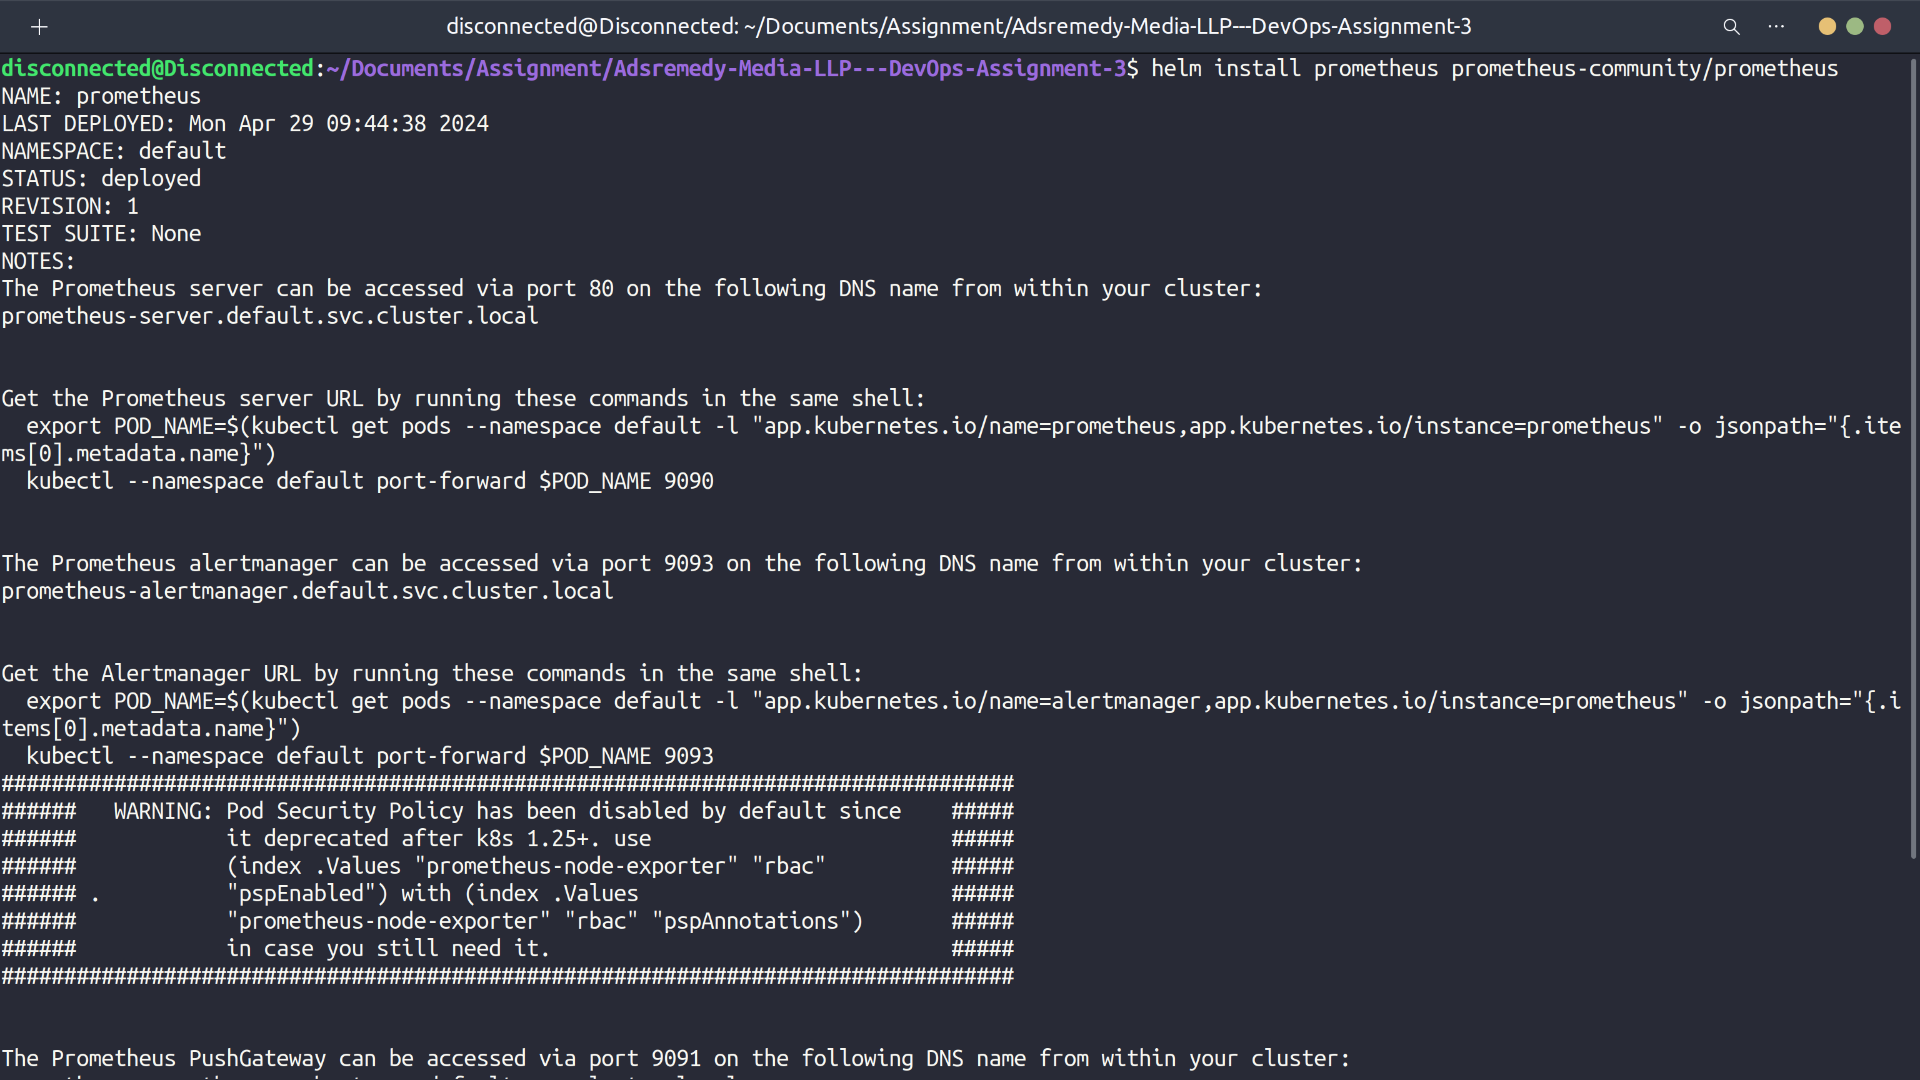 disconnected@Disconnected: ~/Documents/Assignment/Adsremedy-Media-LLP---DevOps-Assignment-3
disconnected@Disconnected:~/Documents/Assignment/Adsremedy-Media-LLP---DevOps-Assignment-3$ helm install prometheus prometheus-community/prometheus
NAME: prometheus
LAST DEPLOYED: Mon Apr 29 09:44:38 2024
NAMESPACE: default
STATUS: deployed
REVISION: 1
TEST SUITE: None
NOTES:
The Prometheus server can be accessed via port 80 on the following DNS name from within your cluster:
prometheus-server.default.svc.cluster.local
Get the Prometheus server URL by running these commands in the same shell:
  export POD_NAME=$(kubectl get pods --namespace default -l "app.kubernetes.io/name=prometheus,app.kubernetes.io/instance=prometheus" -o jsonpath="{.ite
ms[0].metadata.name}")
  kubectl --namespace default port-forward $POD_NAME 9090
The Prometheus alertmanager can be accessed via port 9093 on the following DNS name from within your cluster:
prometheus-alertmanager.default.svc.cluster.local
Get the Alertmanager URL by running these commands in the same shell:
  export POD_NAME=$(kubectl get pods --namespace default -l "app.kubernetes.io/name=alertmanager,app.kubernetes.io/instance=prometheus" -o jsonpath="{.i
tems[0].metadata.name}")
  kubectl --namespace default port-forward $POD_NAME 9093
#################################################################################
######   WARNING: Pod Security Policy has been disabled by default since    #####
######            it deprecated after k8s 1.25+. use                        #####
######            (index .Values "prometheus-node-exporter" "rbac"          #####
###### .          "pspEnabled") with (index .Values                         #####
######            "prometheus-node-exporter" "rbac" "pspAnnotations")       #####
######            in case you still need it.                                #####
#################################################################################
The Prometheus PushGateway can be accessed via port 9091 on the following DNS name from within your cluster: